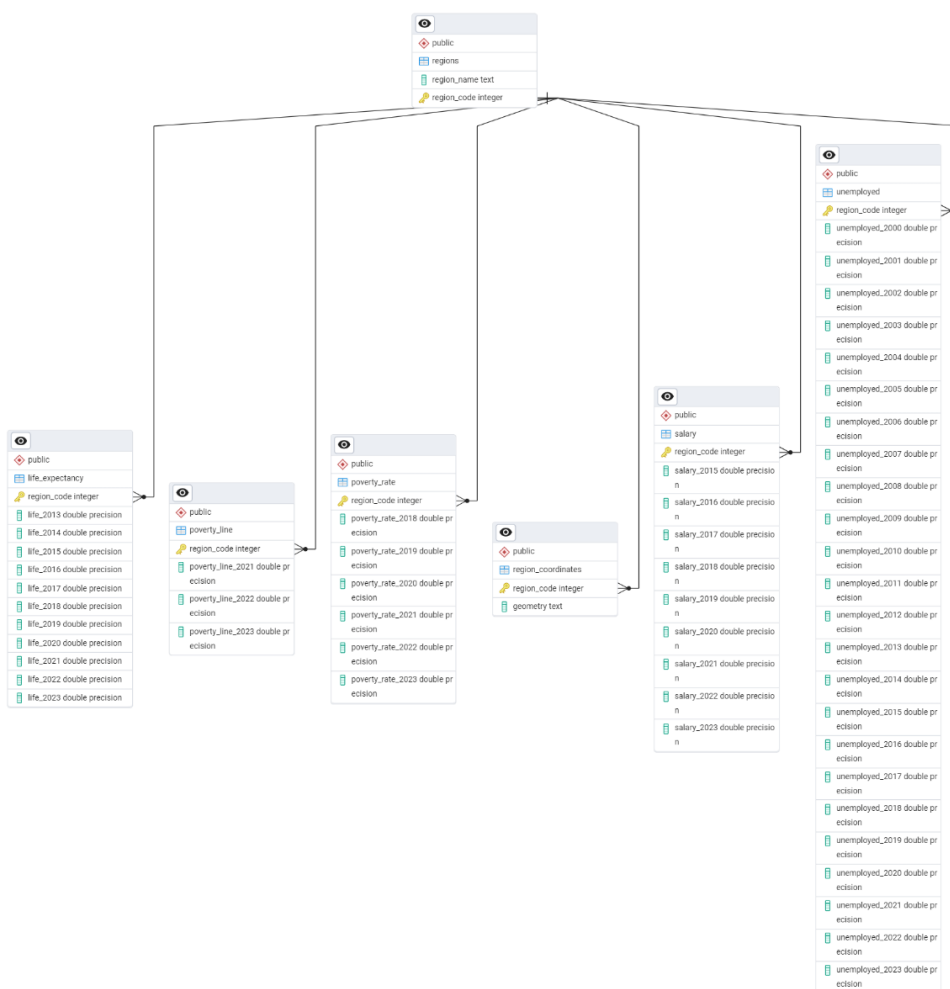 public
regions
region_name text
region_code integer
public
life_expectancy
region_code integer
life_2013 double precision
life_2014 double precision
life_2015 double precision
life_2016 double precision
life_2017 double precision
life_2018 double precision
life_2019 double precision
life_2020 double precision
life_2021 double precision
life_2022 double precision
life_2023 double precision
public
poverty_line
region_code integer
poverty_line_2021 double pr
ecision
poverty_line_2022 double pr
ecision
poverty_line_2023 double pr
ecision
public
poverty_rate
region_code integer
poverty_rate_2018 double pr
ecision
poverty_rate_2019 double pr
ecision
poverty_rate_2020 double pr
ecision
poverty_rate_2021 double pr
ecision
poverty_rate_2022 double pr
ecision
poverty_rate_2023 double pr
ecision
public
region_coordinates
region_code integer
geometry text
public
salary
region_code integer
salary_2015 double precisio
n
salary_2016 double precisio
n
salary_2017 double precisio
n
salary_2018 double precisio
n
salary_2019 double precisio
n
salary_2020 double precisio
n
salary_2021 double precisio
n
salary_2022 double precisio
n
salary_2023 double precisio
n
public
unemployed
region_code integer
unemployed_2000 double pr
ecision
unemployed_2001 double pr
ecision
unemployed_2002 double pr
ecision
unemployed_2003 double pr
ecision
unemployed_2004 double pr
ecision
unemployed_2005 double pr
ecision
unemployed_2006 double pr
ecision
unemployed_2007 double pr
ecision
unemployed_2008 double pr
ecision
unemployed_2009 double pr
ecision
unemployed_2010 double pr
ecision
unemployed_2011 double pr
ecision
unemployed_2012 double pr
ecision
unemployed_2013 double pr
ecision
unemployed_2014 double pr
ecision
unemployed_2015 double pr
ecision
unemployed_2016 double pr
ecision
unemployed_2017 double pr
ecision
unemployed_2018 double pr
ecision
unemployed_2019 double pr
ecision
unemployed_2020 double pr
ecision
unemployed_2021 double pr
ecision
unemployed_2022 double pr
ecision
unemployed_2023 double pr
ecision